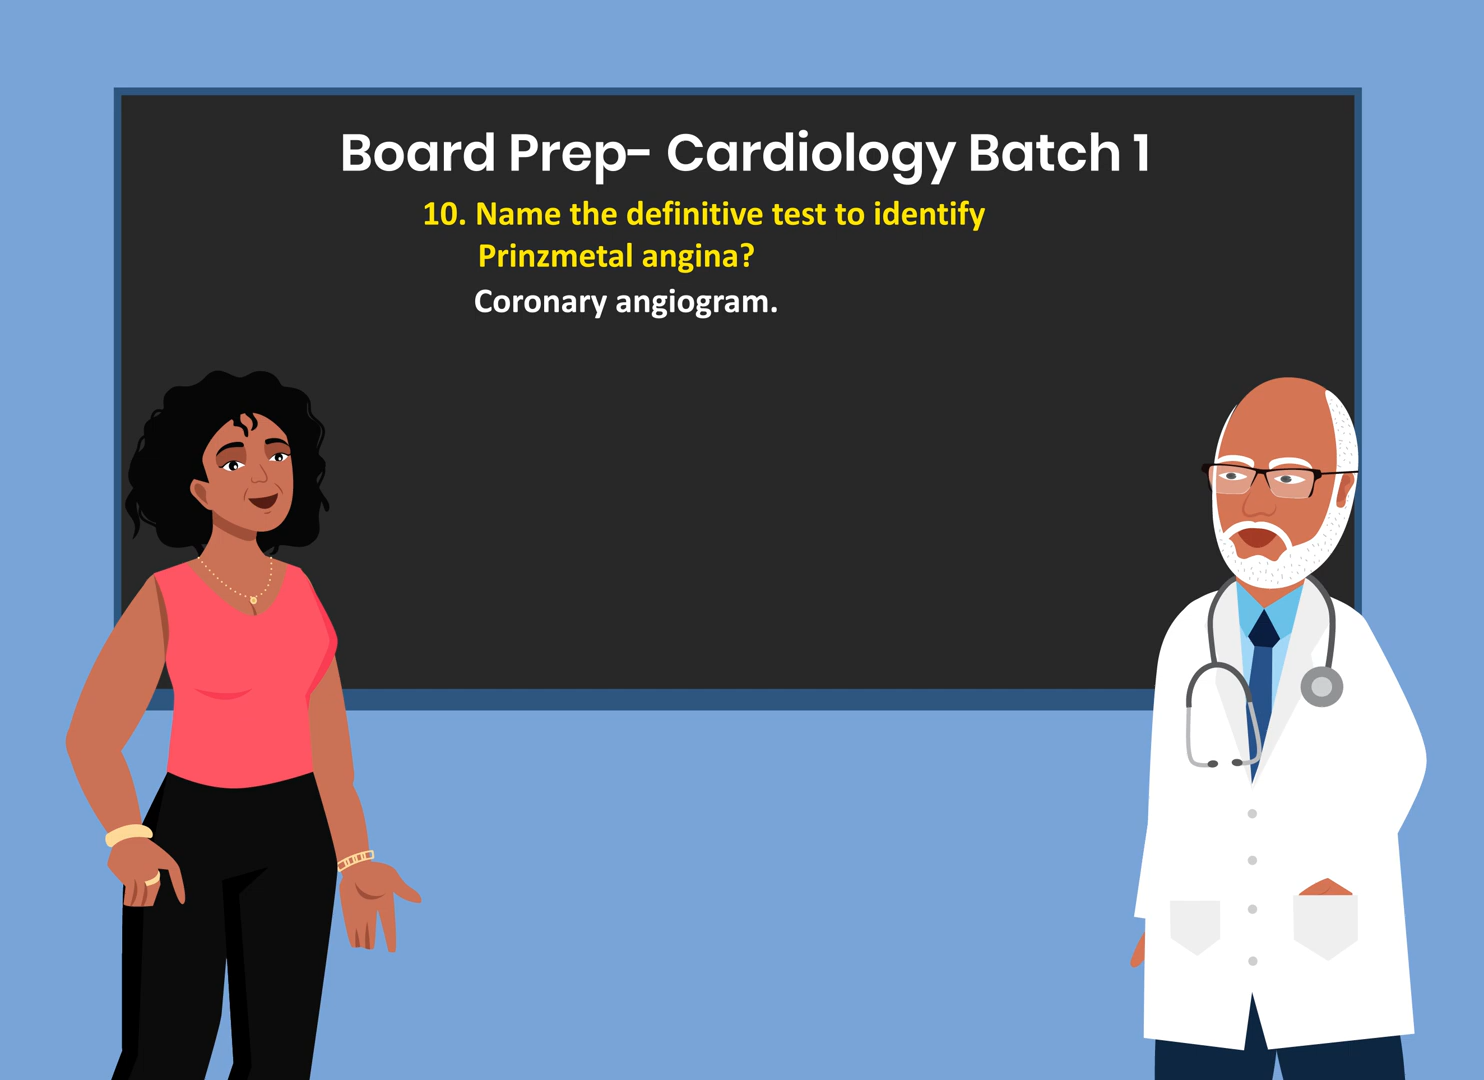 Board Prep- Cardiology Batch 1
10. Name the definitive test to identify
Prinzmetal angina?
Coronary angiogram.